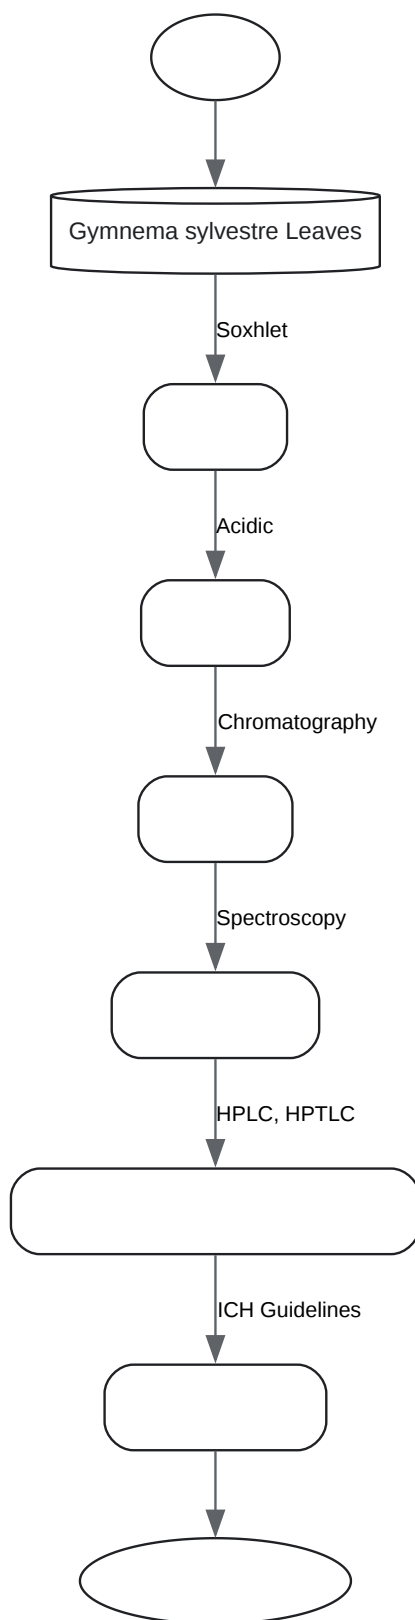 Gymnema sylvestre Leaves
Soxhlet
Acidic
Chromatography
Spectroscopy
HPLC, HPTLC
ICH Guidelines